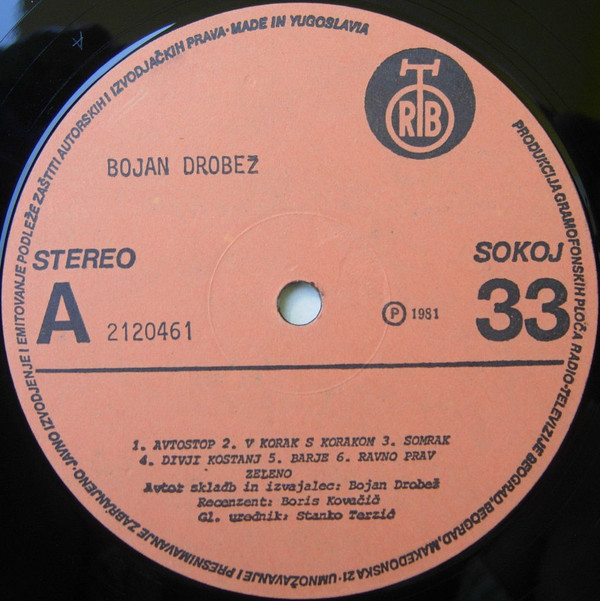 JAVNO IZVODJENJE I EMITOVANJE PODLEŽE ZAŠTITI AUTORSKIH I IZVODJAČKIH PRAVA · MADE IN YUGOSLAVIA
PRODUKCIJA GRAMOFONSKIH PLOČA RADIO-TELEVIZIJE BEOGRAD, BEOGRAD, MAKEDONSKA 21 · UMNOŽAVANJE I PRESNIMAVANJE ZABRANJENO ·
RTB
BOJAN DROBEŽ
STEREO
SOKOJ
A 2120461
P 1981
33
1. AVTOSTOP 2. V KORAK S KORAKOM 3. SOMRAK
4. DIVJI KOSTANJ 5. BARJE 6. RAVNO PRAV
ZELENO
Avtor skladb in izvajalec: Bojan Drobež
Recenzent: Boris Kovačič
Gl. urednik: Stanko Terzić